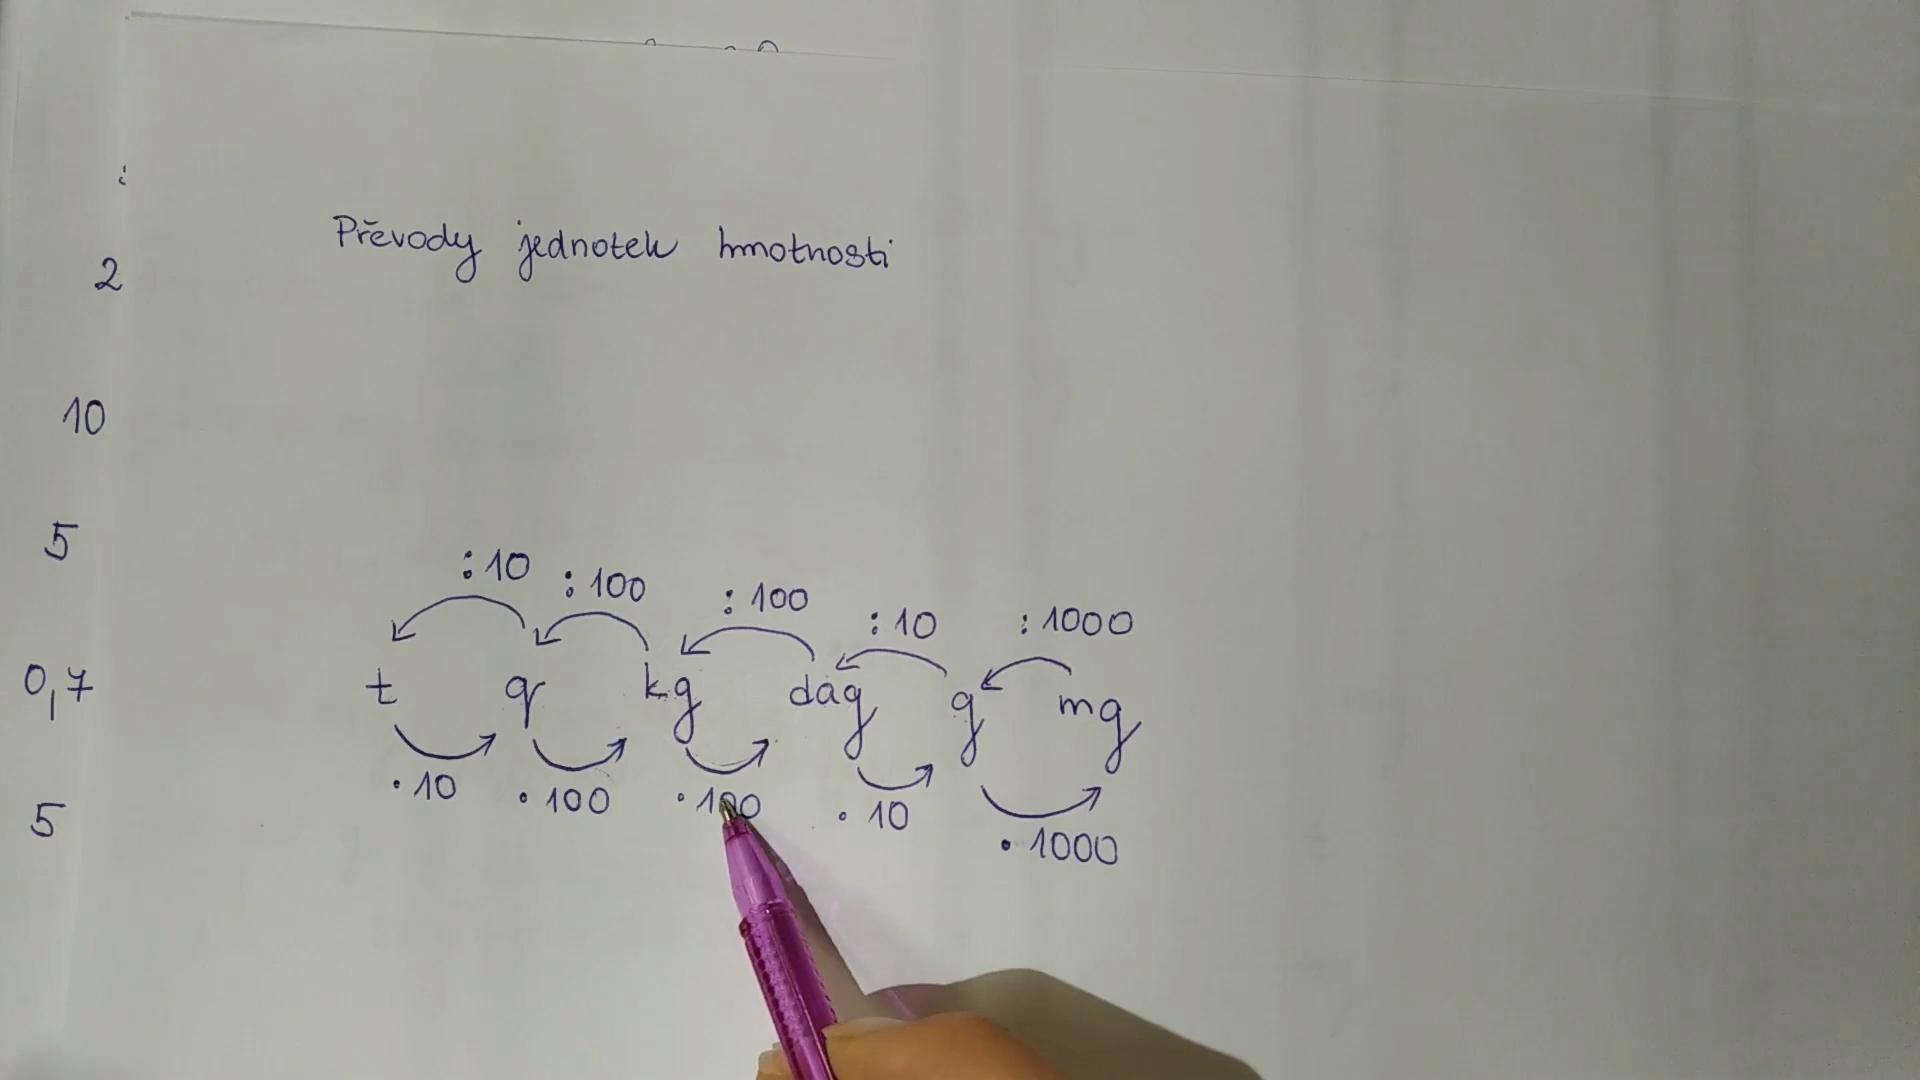 Převody jednotek hmotnosti
2
10
5
:10 :100 :100 :10 :1000
0,7
t q kg dag g mg
·10 ·100 ·100 ·10 ·1000
5